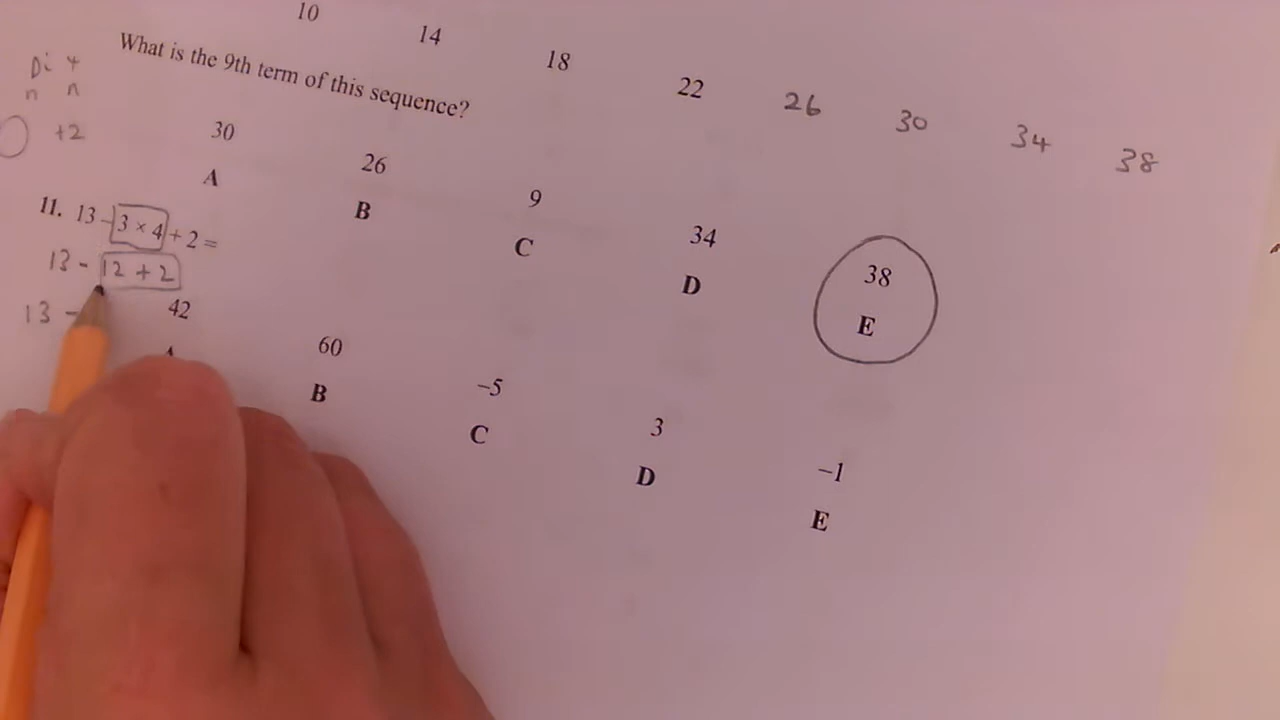 10 14 18 22 26 30 34 38
What is the 9th term of this sequence?
Di +
n n
+2
30 26 9 34 38
A B C D E
11. 13 - 3 × 4 + 2 =
13 - 12 + 2
13 -
42 60 -5 3 -1
A B C D E